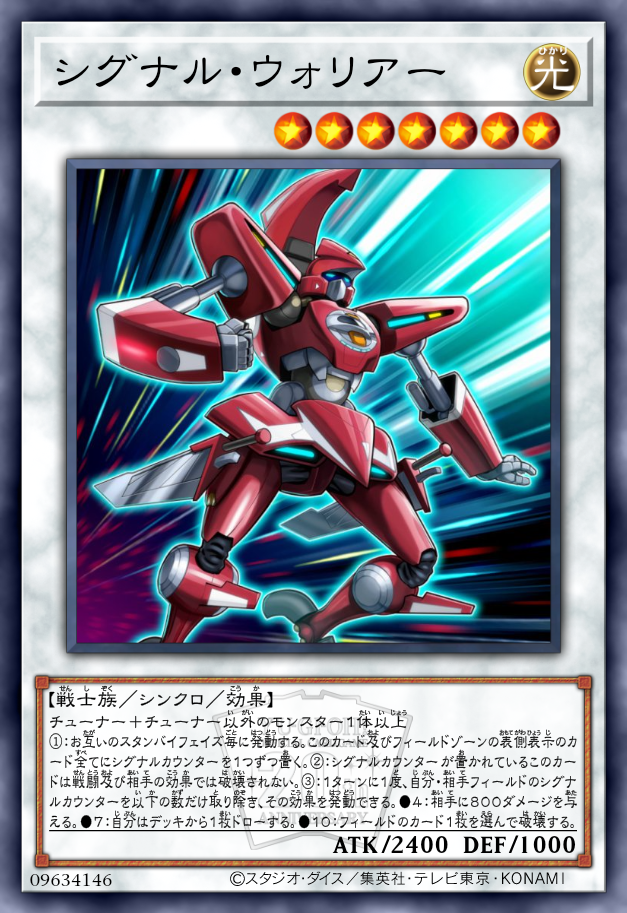 シグナル・ウォリアー
光
【戦士族／シンクロ／効果】
チューナー＋チューナー以外のモンスター1体以上
①：お互いのスタンバイフェイズ毎に発動する。このカード及びフィールドゾーンの表側表示のカ
ード全てにシグナルカウンターを1つずつ置く。②：シグナルカウンターが置かれているこのカー
ドは戦闘及び相手の効果では破壊されない。③：1ターンに1度、自分・相手フィールドのシグナ
ルカウンターを以下の数だけ取り除き、その効果を発動できる。●4：相手に800ダメージを与
える。●7：自分はデッキから1枚ドローする。●10：フィールドのカード1枚を選んで破壊する。
ATK/2400 DEF/1000
09634146 ©スタジオ・ダイス／集英社・テレビ東京・KONAMI